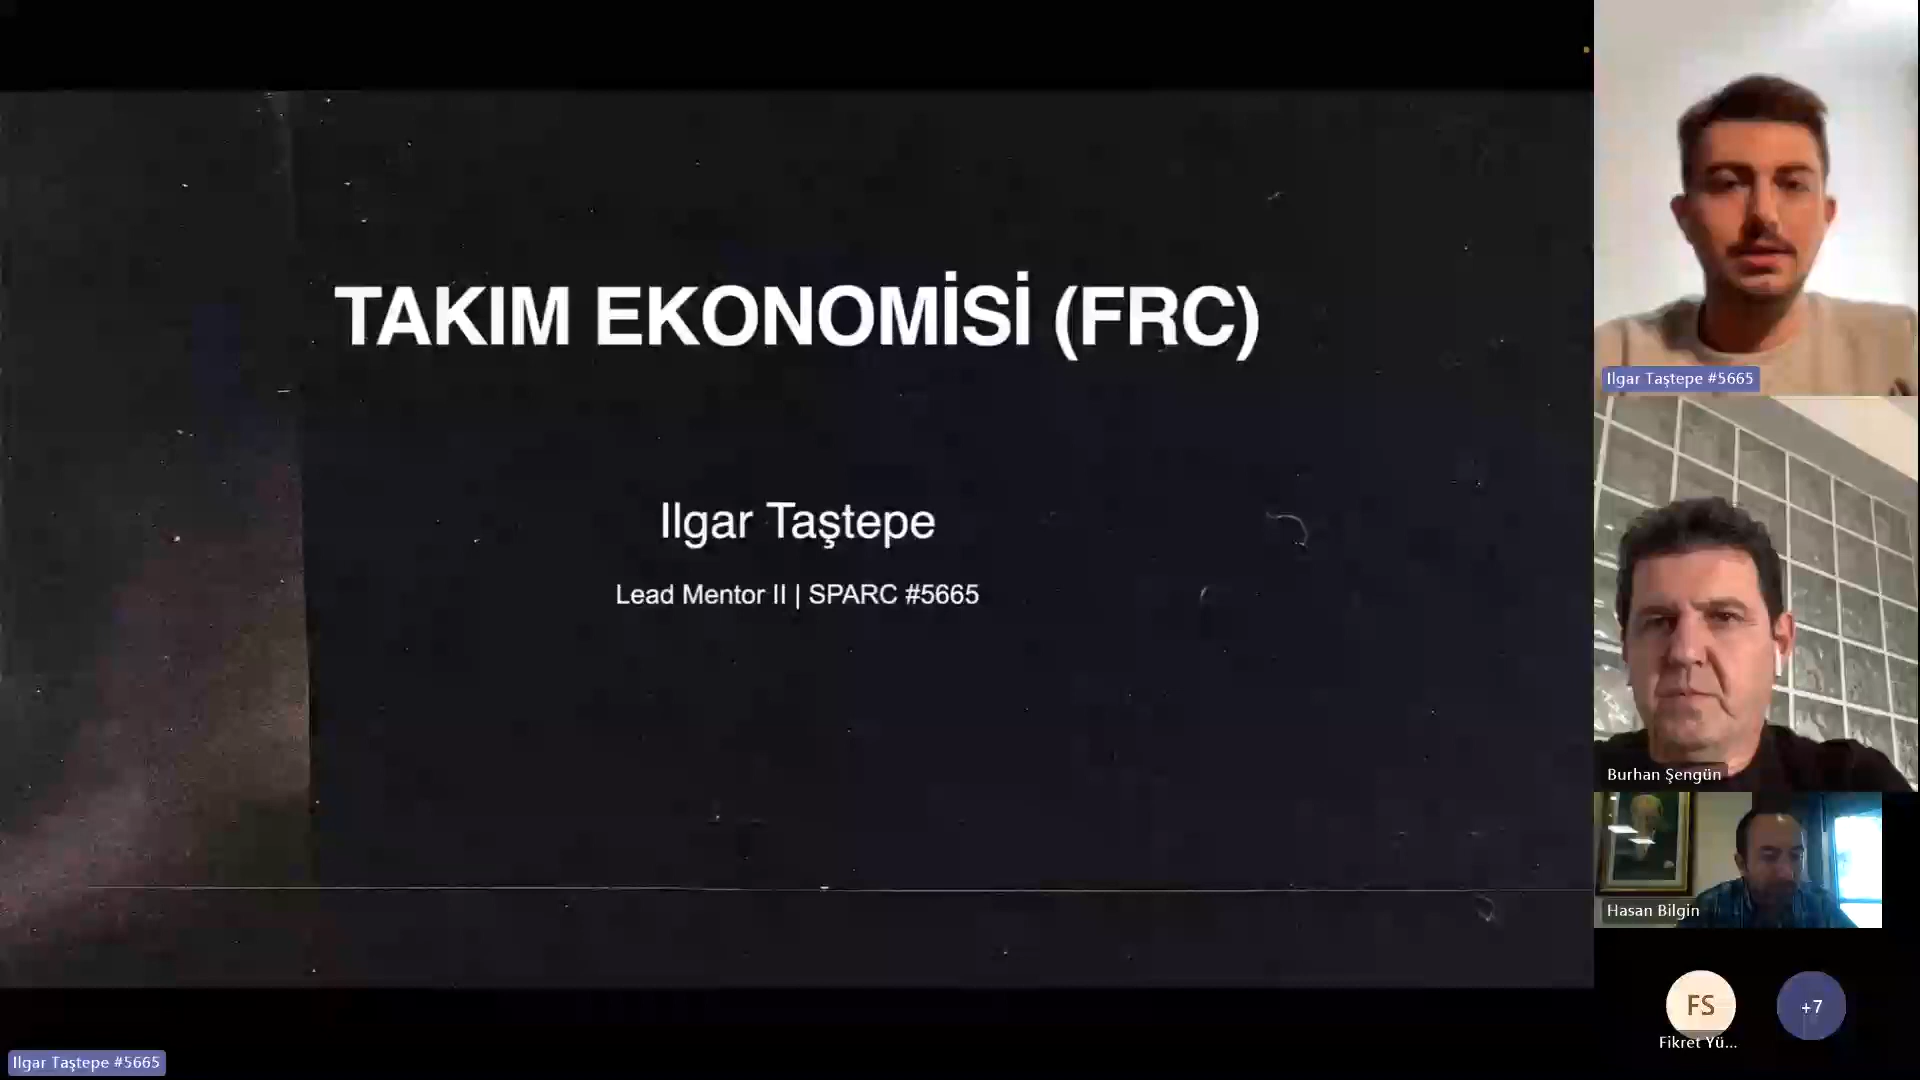 TAKIM EKONOMİSİ (FRC)
Ilgar Taştepe
Lead Mentor II | SPARC #5665
Ilgar Taştepe #5665
Burhan Şengün
Hasan Bilgin
FS
+7
Fikret Yü...
Ilgar Taştepe #5665